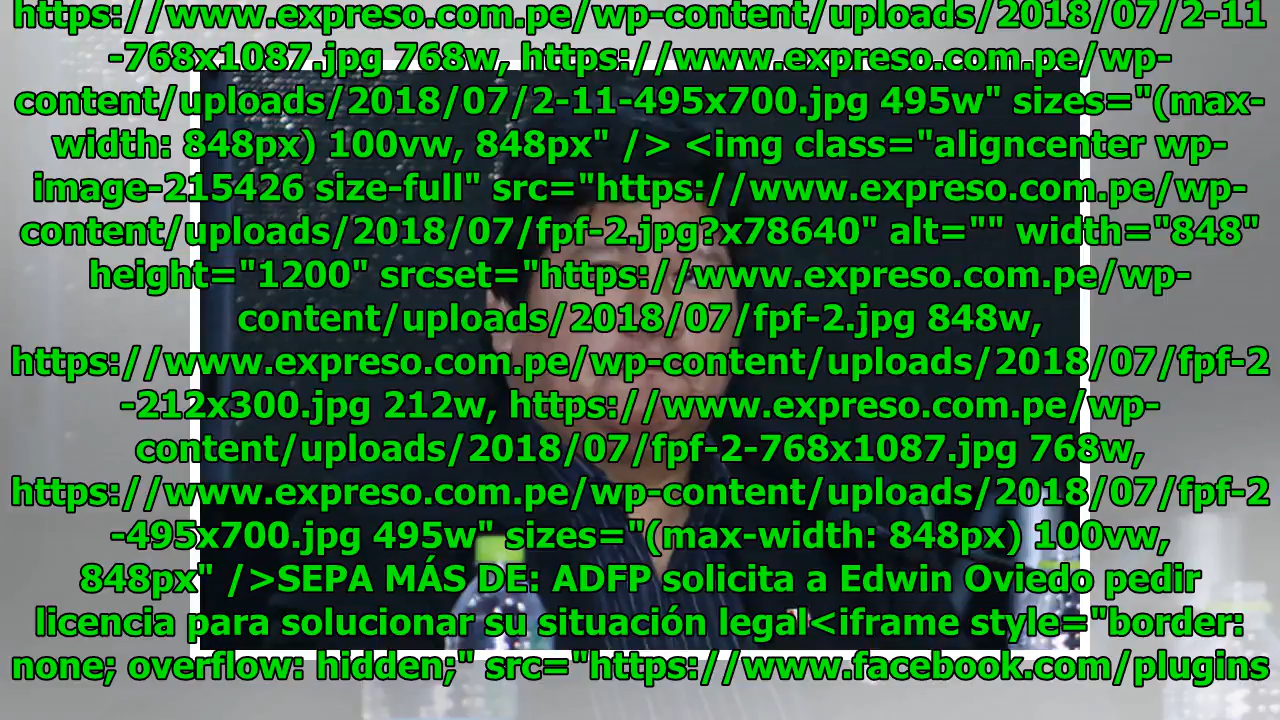 https://www.expreso.com.pe/wp-content/uploads/2018/07/2-11
-768x1087.jpg 768w, https://www.expreso.com.pe/wp-
content/uploads/2018/07/2-11-495x700.jpg 495w" sizes="(max-
width: 848px) 100vw, 848px" /> <img class="aligncenter wp-
image-215426 size-full" src="https://www.expreso.com.pe/wp-
content/uploads/2018/07/fpf-2.jpg?x78640" alt="" width="848"
height="1200" srcset="https://www.expreso.com.pe/wp-
content/uploads/2018/07/fpf-2.jpg 848w,
https://www.expreso.com.pe/wp-content/uploads/2018/07/fpf-2
-212x300.jpg 212w, https://www.expreso.com.pe/wp-
content/uploads/2018/07/fpf-2-768x1087.jpg 768w,
https://www.expreso.com.pe/wp-content/uploads/2018/07/fpf-2
-495x700.jpg 495w" sizes="(max-width: 848px) 100vw,
848px" />SEPA MÁS DE: ADFP solicita a Edwin Oviedo pedir
licencia para solucionar su situación legal<iframe style="border:
none; overflow: hidden;" src="https://www.facebook.com/plugins